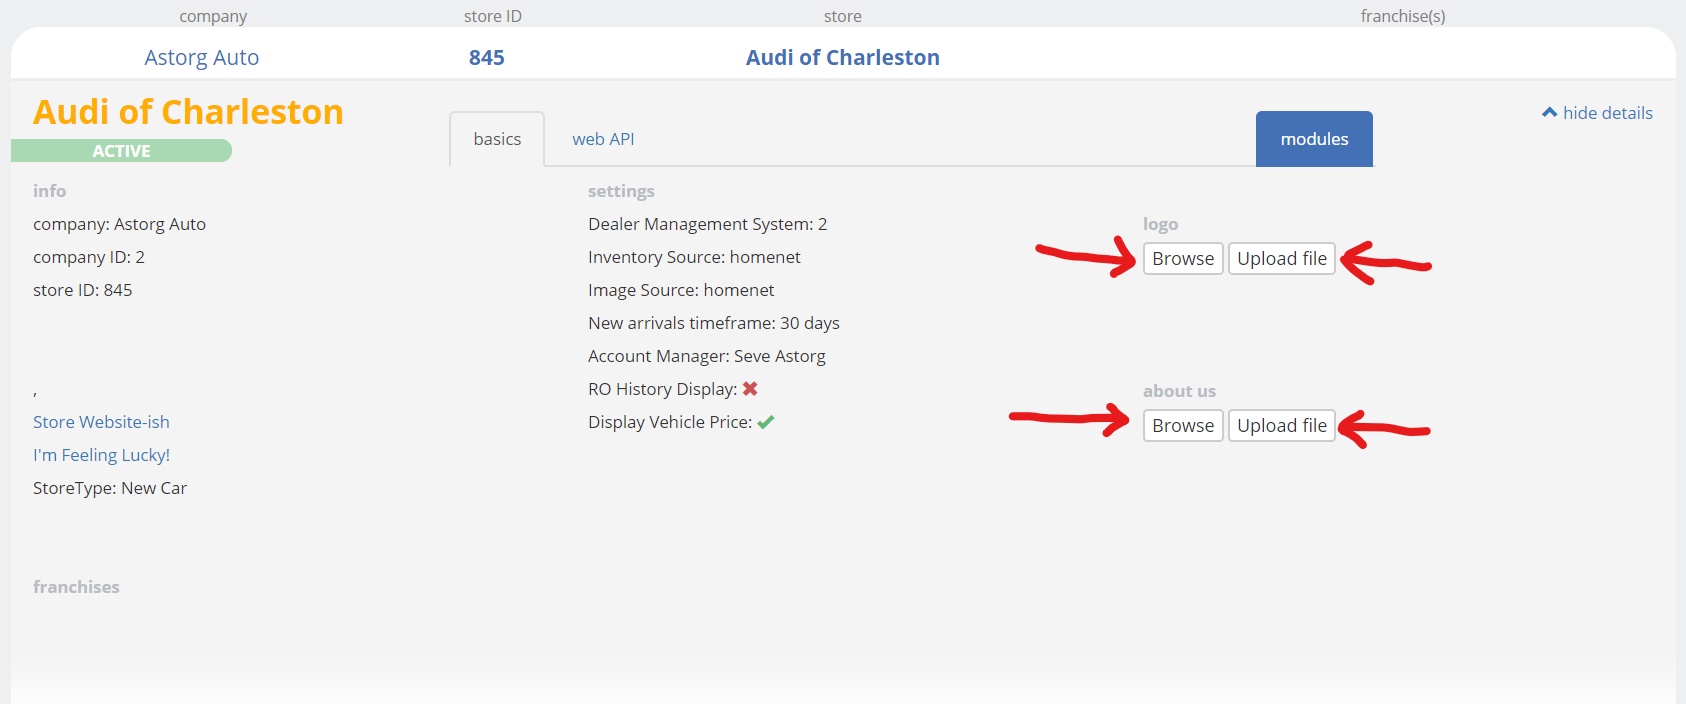 company store ID store franchise(s)
Astorg Auto 845 Audi of Charleston
Audi of Charleston
hide details
basics web API modules
ACTIVE
info
company: Astorg Auto
company ID: 2
store ID: 845
,
Store Website-ish
I'm Feeling Lucky!
StoreType: New Car
franchises
settings
Dealer Management System: 2
Inventory Source: homenet
Image Source: homenet
New arrivals timeframe: 30 days
Account Manager: Seve Astorg
RO History Display: ✖
Display Vehicle Price: ✔
logo
Browse Upload file
about us
Browse Upload file